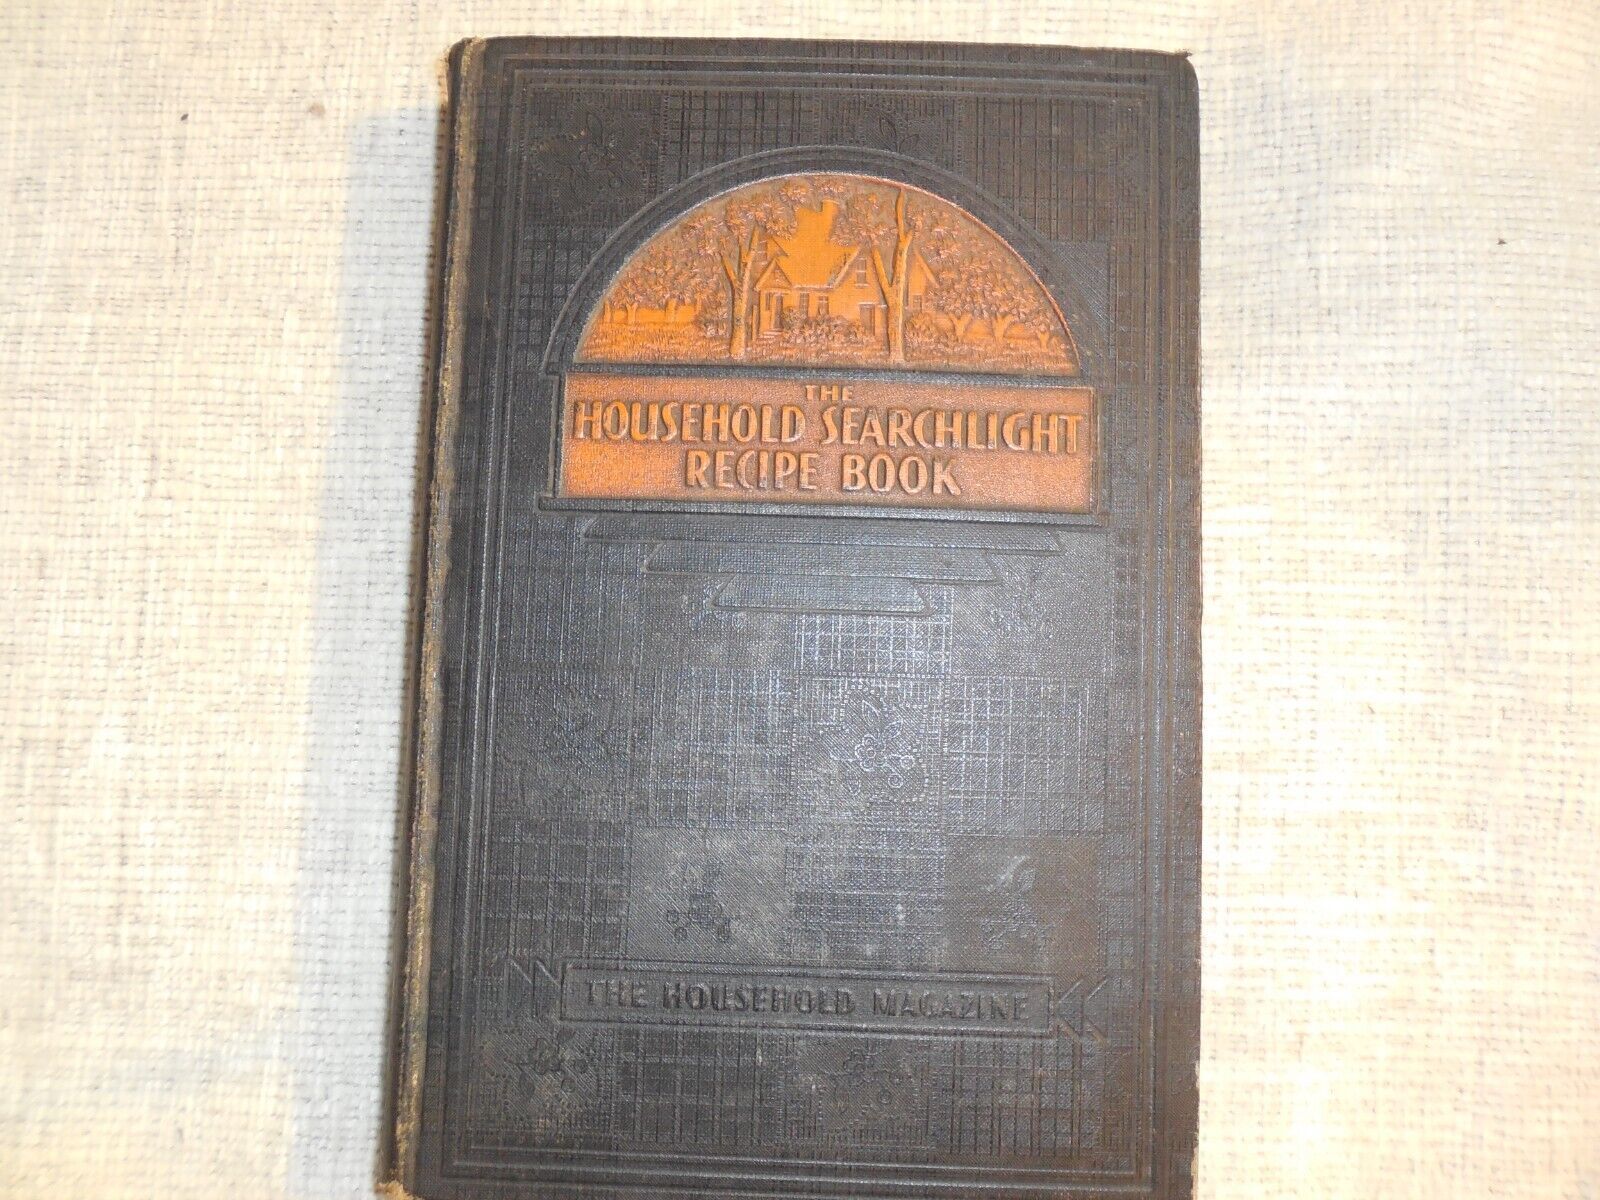 THE
HOUSEHOLD SEARCHLIGHT
RECIPE BOOK
THE HOUSEHOLD MAGAZINE